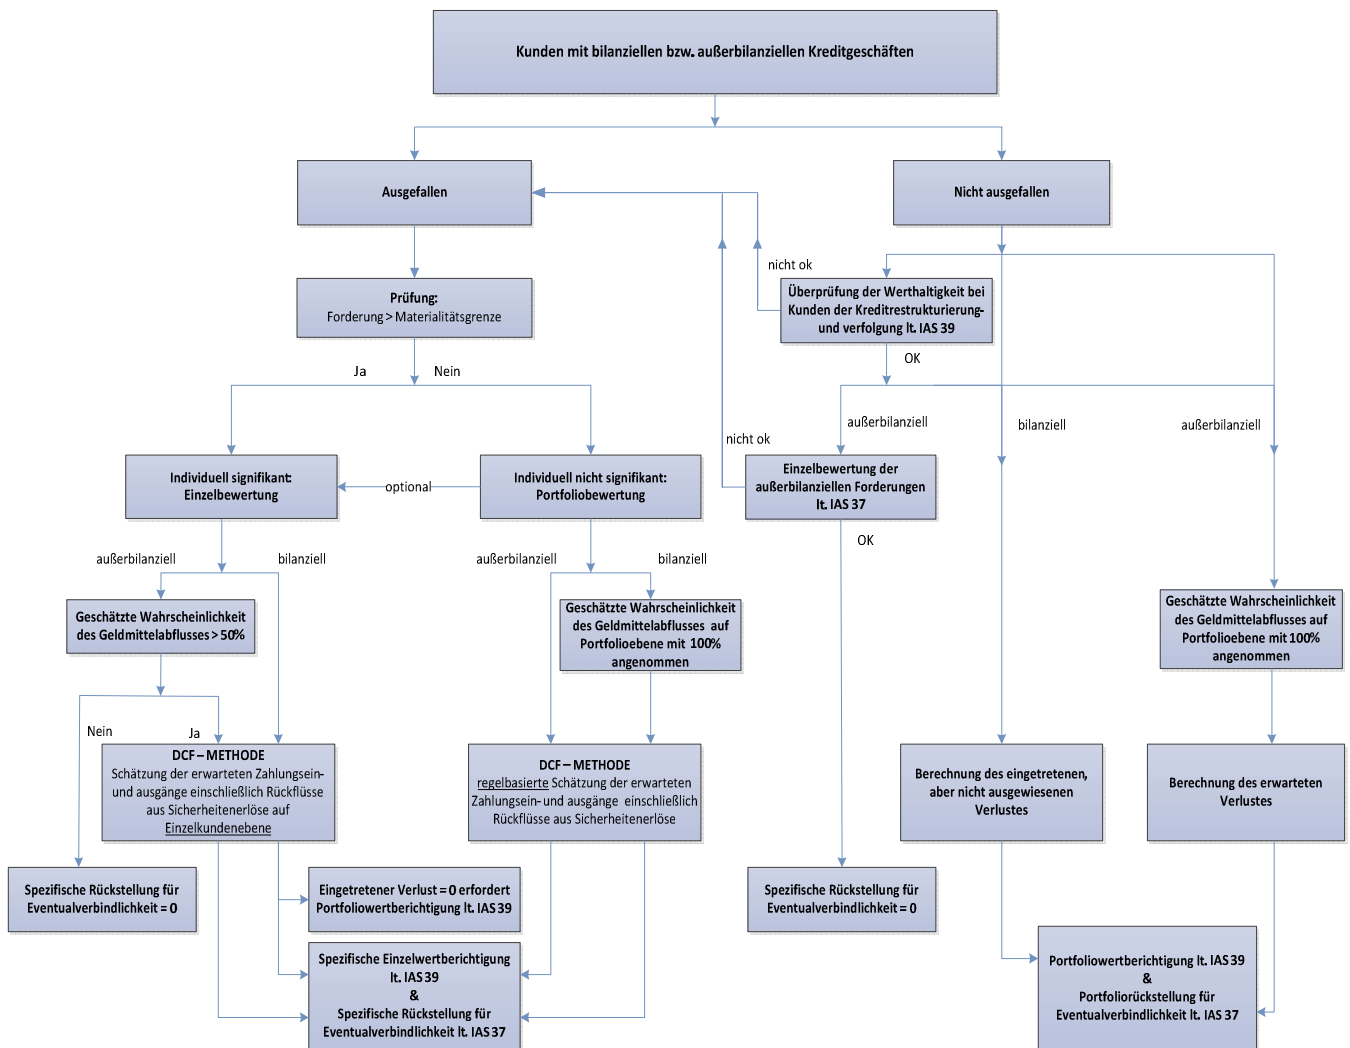 Kunden mit bilanziellen bzw. außerbilanziellen Kreditgeschäften
Ausgefallen
Nicht ausgefallen
nicht ok
Prüfung:
Forderung > Materialitätsgrenze
Überprüfung der Werthaltigkeit bei
Kunden der Kreditrestrukturierung-
und verfolgung lt. IAS 39
OK
Ja
Nein
außerbilanziell
bilanziell
außerbilanziell
nicht ok
Individuell signifikant:
Einzelbewertung
optional
Individuell nicht signifikant:
Portfoliobewertung
Einzelbewertung der
außerbilanziellen Forderungen
lt. IAS 37
OK
außerbilanziell
bilanziell
außerbilanziell
bilanziell
Geschätzte Wahrscheinlichkeit
des Geldmittelabflusses > 50%
Geschätzte Wahrscheinlichkeit
des Geldmittelabflusses auf
Portfolioebene mit 100%
angenommen
Geschätzte Wahrscheinlichkeit
des Geldmittelabflusses auf
Portfolioebene mit 100%
angenommen
Nein
Ja
DCF – METHODE
Schätzung der erwarteten Zahlungsein-
und ausgänge einschließlich Rückflüsse
aus Sicherheitenerlöse auf
Einzelkundenebene
DCF – METHODE
regelbasierte Schätzung der erwarteten
Zahlungsein- und ausgänge einschließlich
Rückflüsse aus Sicherheitenerlöse
Berechnung des eingetretenen,
aber nicht ausgewiesenen
Verlustes
Berechnung des erwarteten
Verlustes
Spezifische Rückstellung für
Eventualverbindlichkeit = 0
Eingetretener Verlust = 0 erfordert
Portfoliowertberichtigung lt. IAS 39
Spezifische Rückstellung für
Eventualverbindlichkeit = 0
Spezifische Einzelwertberichtigung
lt. IAS 39
&
Spezifische Rückstellung für
Eventualverbindlichkeit lt. IAS 37
Portfoliowertberichtigung lt. IAS 39
&
Portfoliorückstellung für
Eventualverbindlichkeit lt. IAS 37